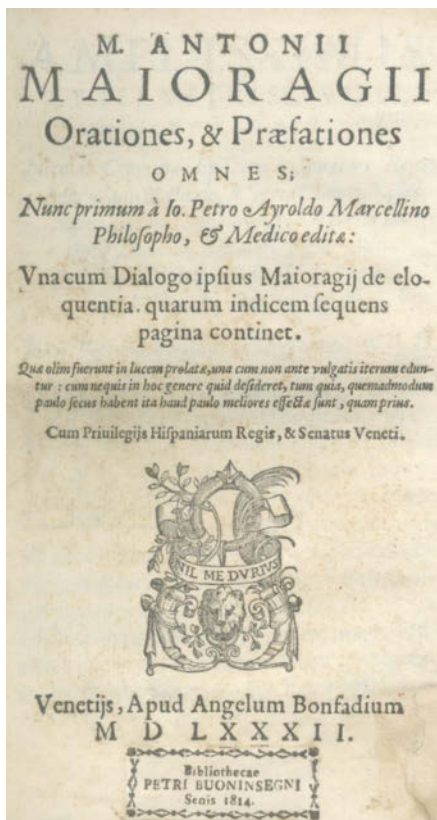 M. ANTONII
MAIORAGII
Orationes, & Præfationes
OMNES;
Nunc primum à Io. Petro Ayroldo Marcellino
Philosopho, & Medico editæ:
Vna cum Dialogo ipſius Maioragij de elo-
quentia. quarum indicem ſequens
pagina continet.
Quæ olim fuerunt in lucem prolatæ, una cum non ante vulgatis iterum edun-
tur: cum nequis in hoc genere quid deſideret, tum quia, quemadmodum
paulo ſecus habent ita haud paulo meliores effectæ ſunt, quam prius.
Cum Priuilegijs Hiſpaniarum Regis, & Senatus Veneti.
NIL ME DVRIVS
Venetijs, Apud Angelum Bonfadium
M D LXXXII.
Bibliothecae
PETRI BUONINSEGNI
Senis 1814.